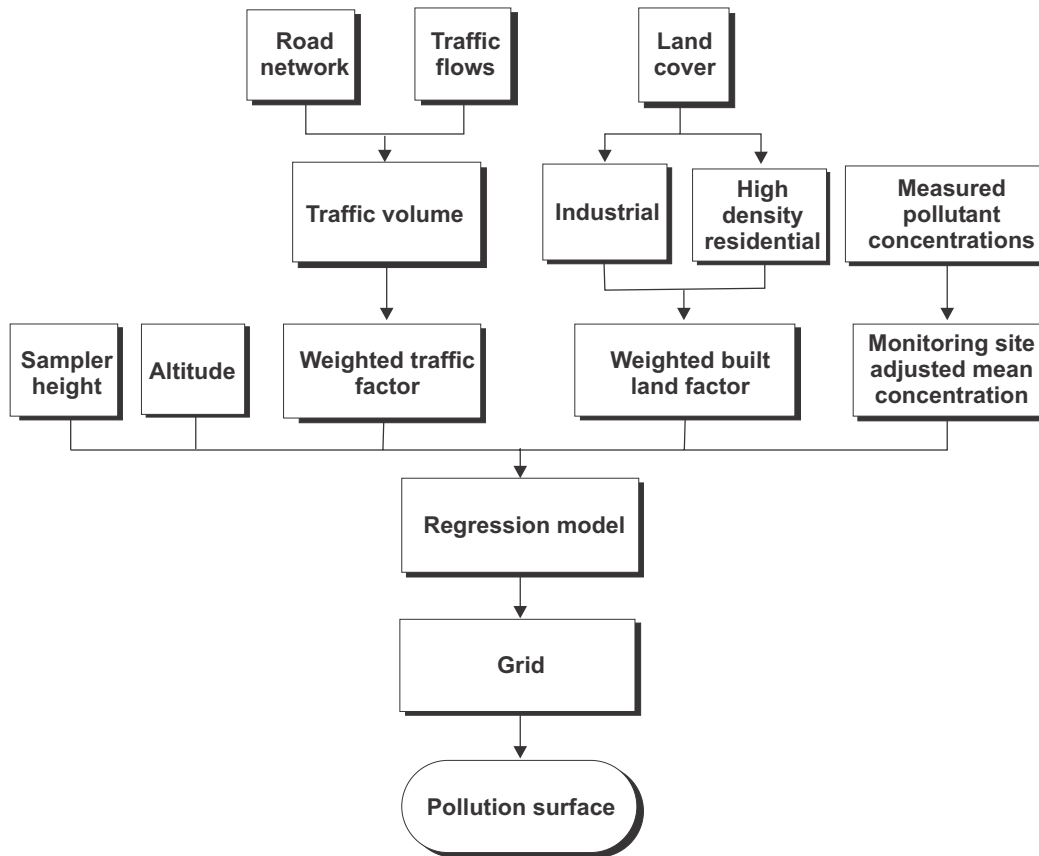 Road
network
Traffic
flows
Land
cover
Traffic volume
Industrial
High
density
residential
Measured
pollutant
concentrations
Sampler
height
Altitude
Weighted traffic
factor
Weighted built
land factor
Monitoring site
adjusted mean
concentration
Regression model
Grid
Pollution surface